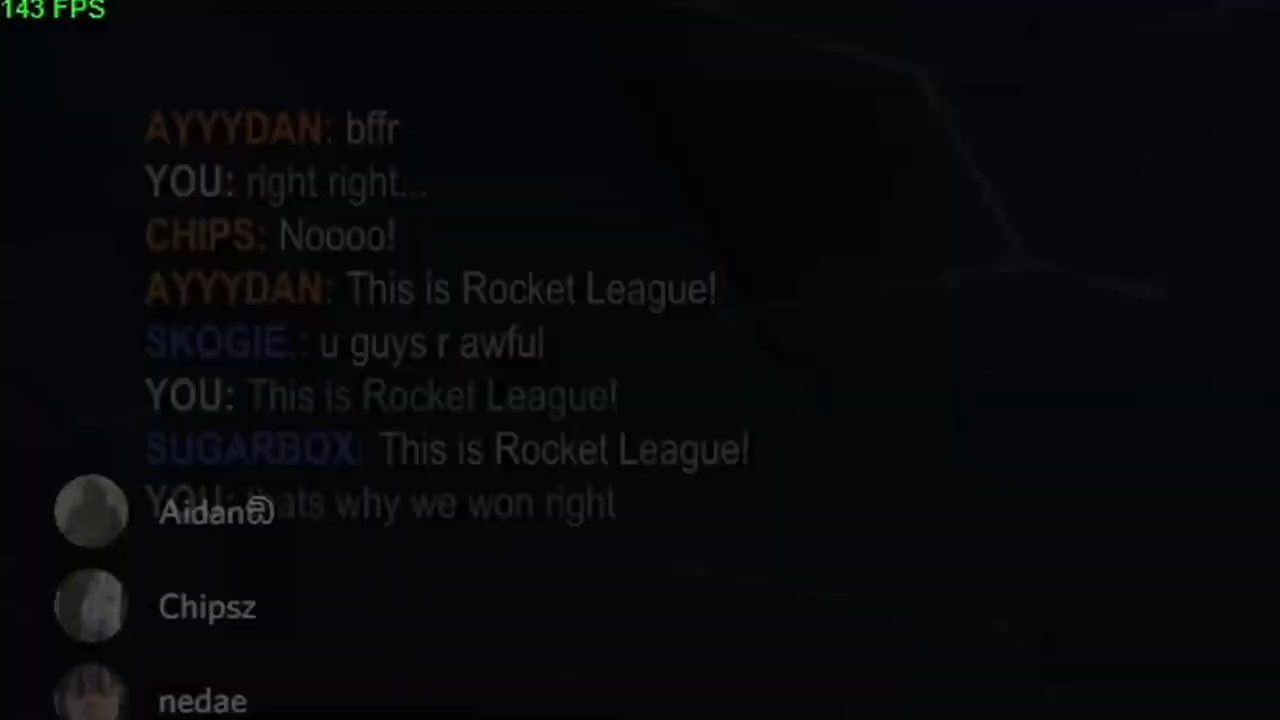 143 FPS
AYYYDAN: bffr
YOU: right right...
CHIPS: Noooo!
AYYYDAN: This is Rocket League!
SKOGIE.: u guys r awful
YOU: This is Rocket League!
SUGARBOX: This is Rocket League!
YOU: thats why we won right
Aidan@
Chipsz
nedae